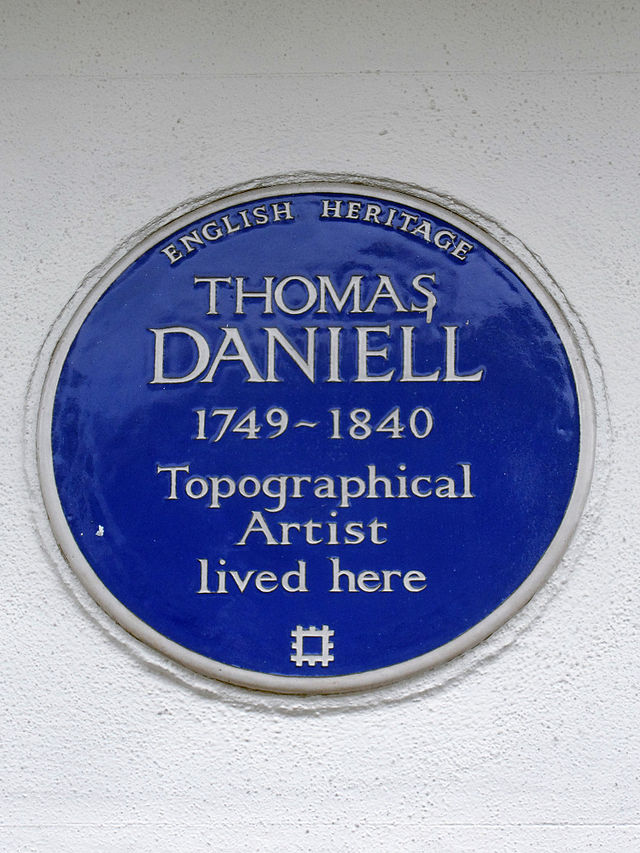 ENGLISH HERITAGE
THOMAS
DANIELL
1749~1840
Topographical
Artist
lived here